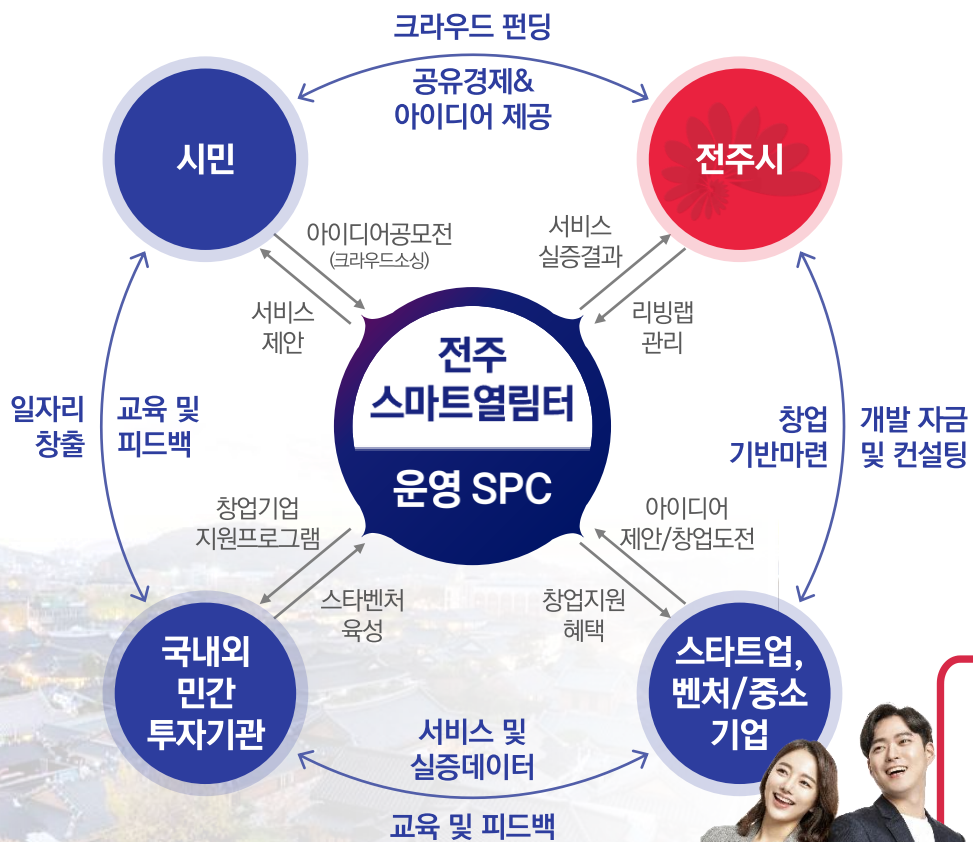 크라우드 펀딩
공유경제&
아이디어 제공
시민
전주시
아이디어공모전
(크라우드소싱)
서비스
제안
서비스
실증결과
리빙랩
관리
전주
스마트열림터
운영 SPC
일자리
창출
교육 및
피드백
창업
기반마련
개발 자금
및 컨설팅
창업기업
지원프로그램
스타벤처
육성
아이디어
제안/창업도전
창업지원
혜택
국내외
민간
투자기관
스타트업,
벤처/중소
기업
서비스 및
실증데이터
교육 및 피드백